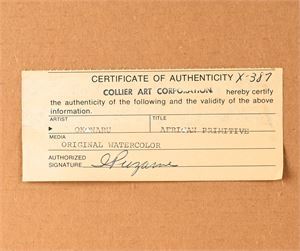 CERTIFICATE OF AUTHENTICITY X-387
COLLIER ART CORPORATION hereby certify
the authenticity of the following and the validity of the above
information.
ARTIST TITLE
AFRICAN PRIMITIVE
MEDIA
ORIGINAL WATERCOLOR
AUTHORIZED
SIGNATURE